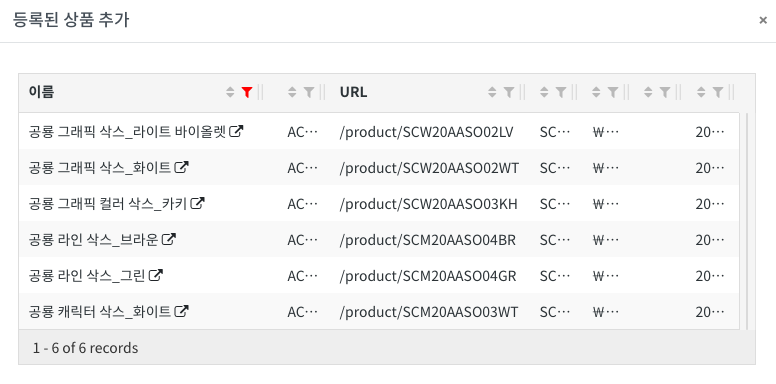 등록된 상품 추가 ×
이름 URL
공룡 그래픽 삭스_라이트 바이올렛 AC… /product/SCW20AASO02LV SC… ₩… 20…
공룡 그래픽 삭스_화이트 AC… /product/SCW20AASO02WT SC… ₩… 20…
공룡 그래픽 컬러 삭스_카키 AC… /product/SCW20AASO03KH SC… ₩… 20…
공룡 라인 삭스_브라운 AC… /product/SCM20AASO04BR SC… ₩… 20…
공룡 라인 삭스_그린 AC… /product/SCM20AASO04GR SC… ₩… 20…
공룡 캐릭터 삭스_화이트 AC… /product/SCM20AASO03WT SC… ₩… 20…
1 - 6 of 6 records